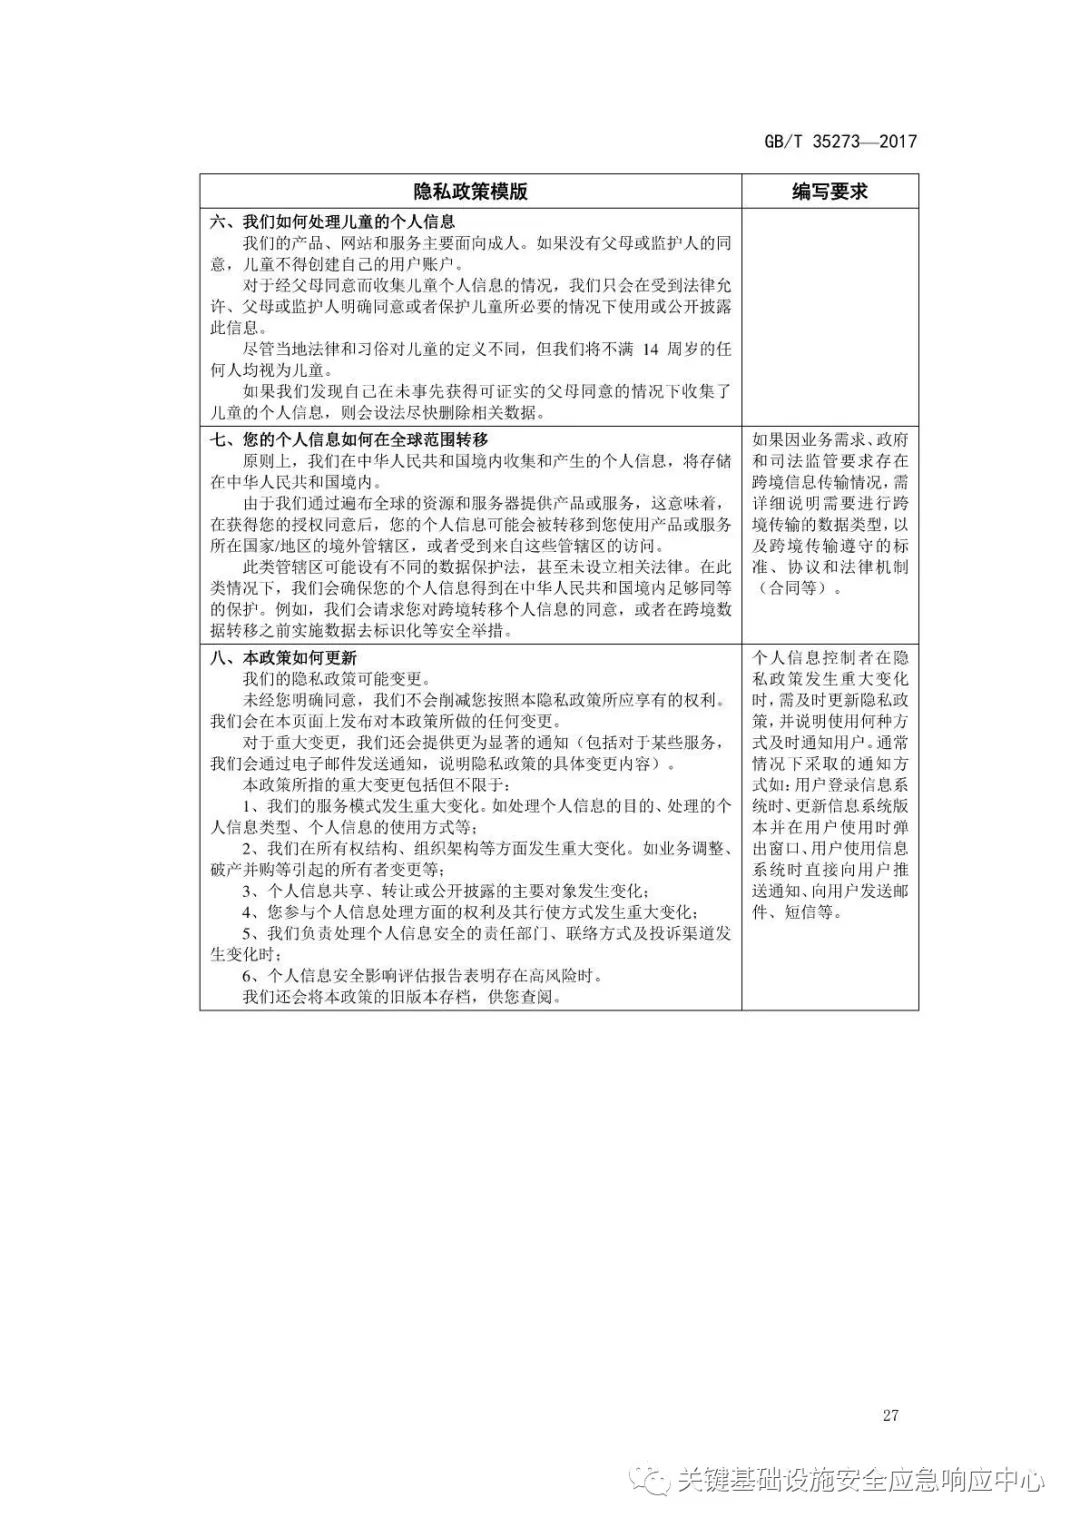 GB/T 35273—2017
隐私政策模版
编写要求
六、我们如何处理儿童的个人信息
我们的产品、网站和服务主要面向成人。如果没有父母或监护人的同
意，儿童不得创建自己的用户账户。
对于经父母同意而收集儿童个人信息的情况，我们只会在受到法律允
许、父母或监护人明确同意或者保护儿童所必要的情况下使用或公开披露
此信息。
尽管当地法律和习俗对儿童的定义不同，但我们将不满 14 周岁的任
何人均视为儿童。
如果我们发现自己在未事先获得可证实的父母同意的情况下收集了
儿童的个人信息，则会设法尽快删除相关数据。
七、您的个人信息如何在全球范围转移
原则上，我们在中华人民共和国境内收集和产生的个人信息，将存储
在中华人民共和国境内。
由于我们通过遍布全球的资源和服务器提供产品或服务，这意味着，
在获得您的授权同意后，您的个人信息可能会被转移到您使用产品或服务
所在国家/地区的境外管辖区，或者受到来自这些管辖区的访问。
此类管辖区可能设有不同的数据保护法，甚至未设立相关法律。在此
类情况下，我们会确保您的个人信息得到在中华人民共和国境内足够同等
的保护。例如，我们会请求您对跨境转移个人信息的同意，或者在跨境数
据转移之前实施数据去标识化等安全举措。
如果因业务需求、政府
和司法监管要求存在
跨境信息传输情况，需
详细说明需要进行跨
境传输的数据类型，以
及跨境传输遵守的标
准、协议和法律机制
（合同等）。
八、本政策如何更新
我们的隐私政策可能变更。
未经您明确同意，我们不会削减您按照本隐私政策所应享有的权利。
我们会在本页面上发布对本政策所做的任何变更。
对于重大变更，我们还会提供更为显著的通知（包括对于某些服务，
我们会通过电子邮件发送通知，说明隐私政策的具体变更内容）。
本政策所指的重大变更包括但不限于：
1、我们的服务模式发生重大变化。如处理个人信息的目的、处理的个
人信息类型、个人信息的使用方式等；
2、我们在所有权结构、组织架构等方面发生重大变化。如业务调整、
破产并购等引起的所有者变更等；
3、个人信息共享、转让或公开披露的主要对象发生变化；
4、您参与个人信息处理方面的权利及其行使方式发生重大变化；
5、我们负责处理个人信息安全的责任部门、联络方式及投诉渠道发
生变化时；
6、个人信息安全影响评估报告表明存在高风险时。
我们还会将本政策的旧版本存档，供您查阅。
个人信息控制者在隐
私政策发生重大变化
时，需及时更新隐私政
策，并说明使用何种方
式及时通知用户。通常
情况下采取的通知方
式如：用户登录信息系
统时、更新信息系统版
本并在用户使用时弹
出窗口、用户使用信息
系统时直接向用户推
送通知、向用户发送邮
件、短信等。
27
关键基础设施安全应急响应中心